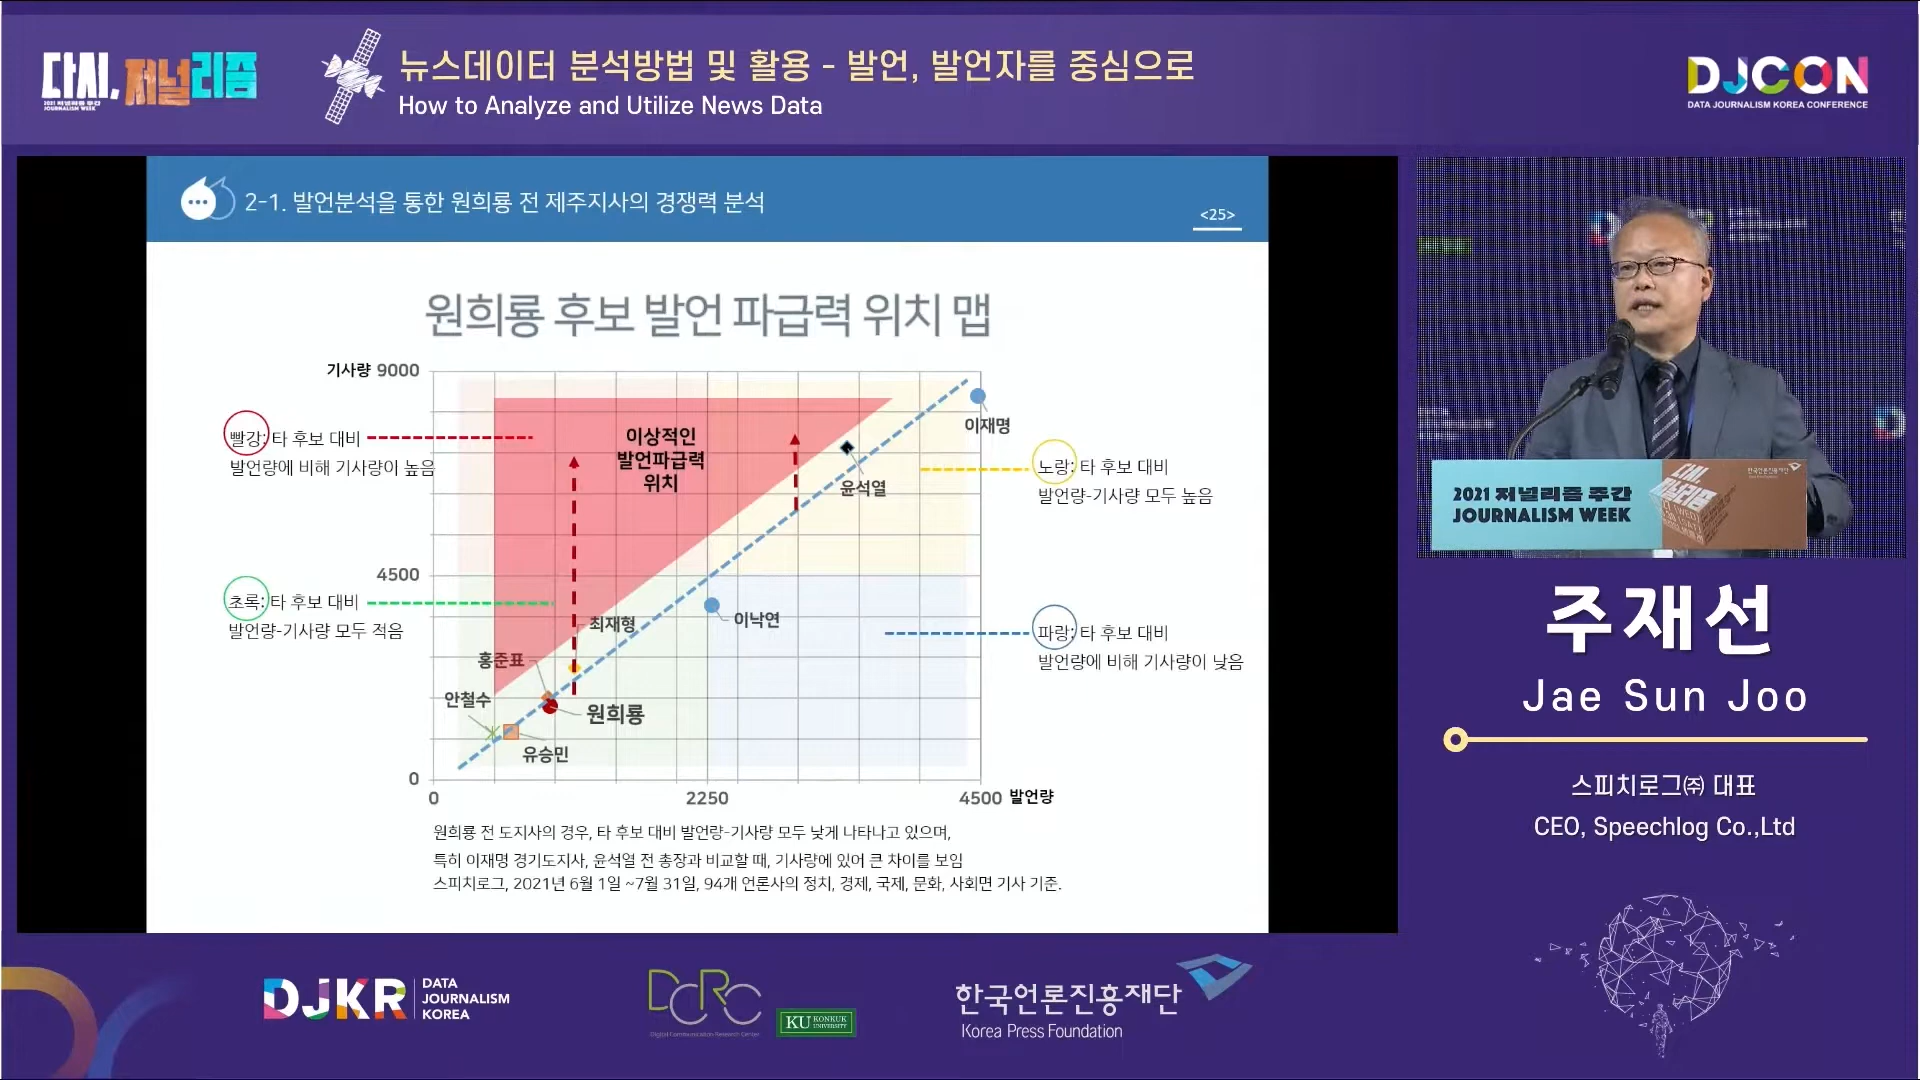 다시, 저널리즘
2021 저널리즘 주간
JOURNALISM WEEK
뉴스데이터 분석방법 및 활용 - 발언, 발언자를 중심으로
How to Analyze and Utilize News Data
DJCON
DATA JOURNALISM KOREA CONFERENCE
2-1. 발언분석을 통한 원희룡 전 제주지사의 경쟁력 분석
<25>
원희룡 후보 발언 파급력 위치 맵
기사량 9000
4500
0
0
2250
4500 발언량
빨강: 타 후보 대비
발언량에 비해 기사량이 높음
초록: 타 후보 대비
발언량-기사량 모두 적음
이상적인
발언파급력
위치
이재명
윤석열
노랑: 타 후보 대비
발언량-기사량 모두 높음
이낙연
파랑: 타 후보 대비
발언량에 비해 기사량이 낮음
최재형
홍준표
안철수
원희룡
유승민
원희룡 전 도지사의 경우, 타 후보 대비 발언량-기사량 모두 낮게 나타나고 있으며,
특히 이재명 경기도지사, 윤석열 전 총장과 비교할 때, 기사량에 있어 큰 차이를 보임
스피치로그, 2021년 6월 1일 ~7월 31일, 94개 언론사의 정치, 경제, 국제, 문화, 사회면 기사 기준.
2021 저널리즘 주간
JOURNALISM WEEK
다시,
저널리즘
한국언론진흥재단
주재선
Jae Sun Joo
스피치로그㈜ 대표
CEO, Speechlog Co.,Ltd
DJKR
DATA
JOURNALISM
KOREA
DCRC
Digital Communication Research Center
KU KONKUK
UNIVERSITY
한국언론진흥재단
Korea Press Foundation